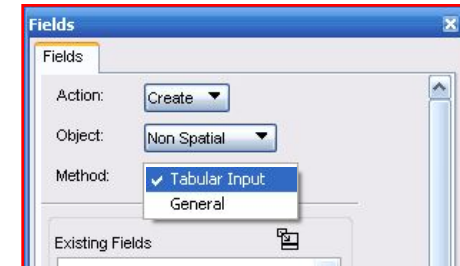 Fields
Fields
Action: Create
Object: Non Spatial
Method: Tabular Input
General
Existing Fields